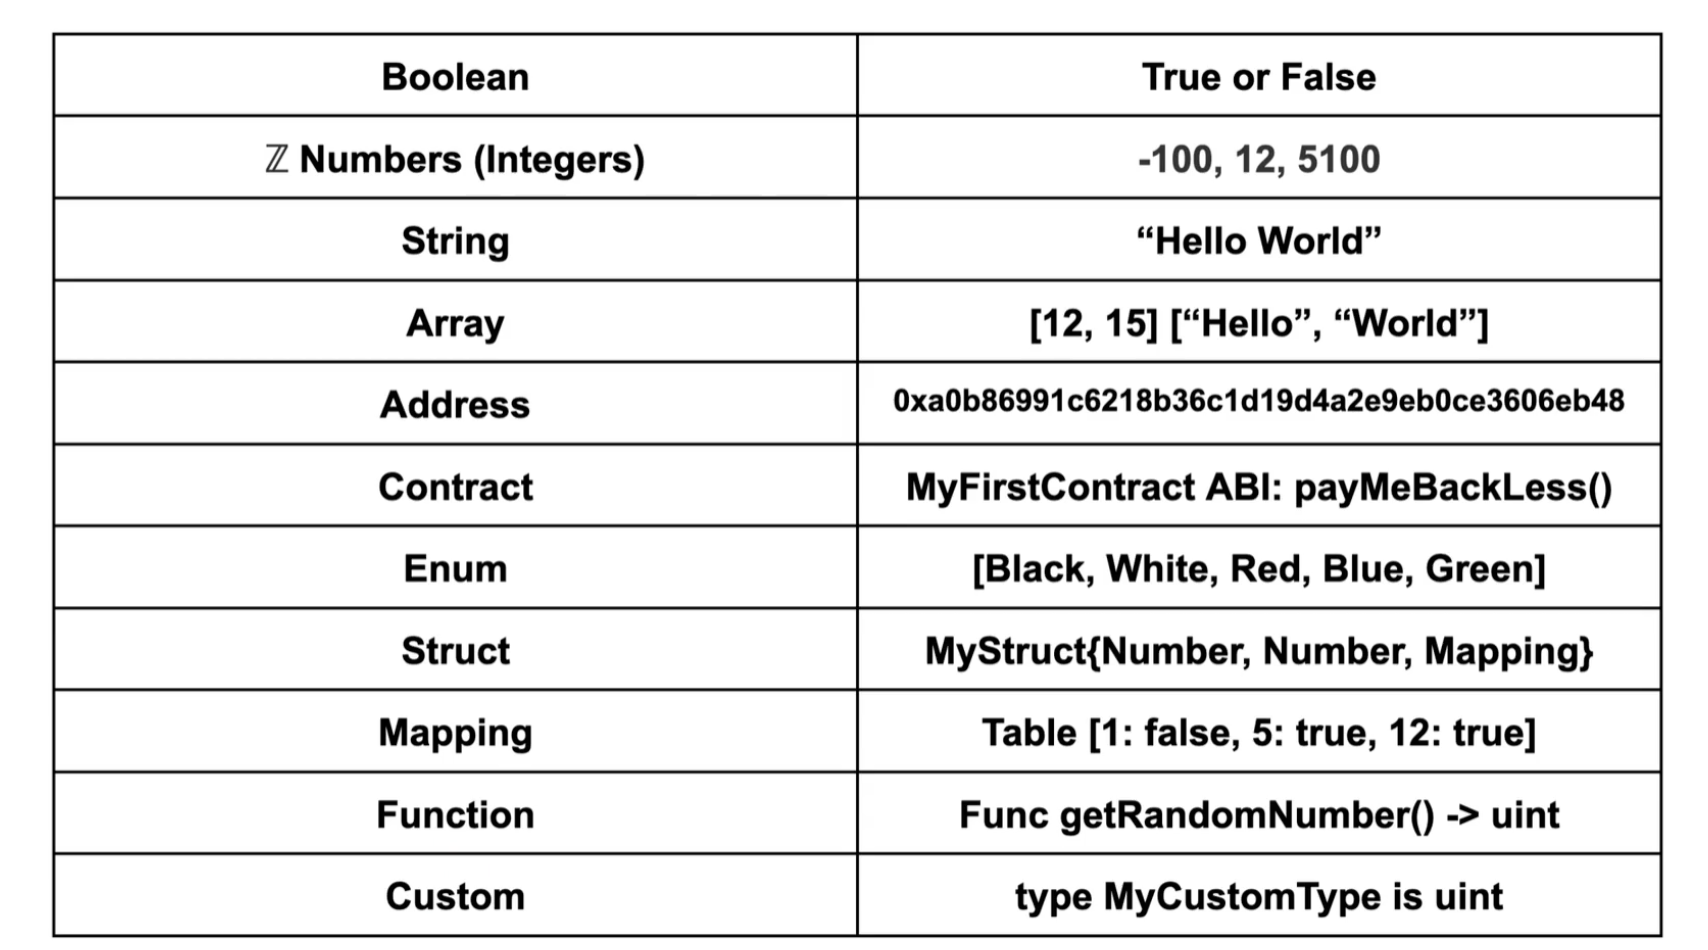 Boolean True or False
ℤ Numbers (Integers) -100, 12, 5100
String “Hello World”
Array [12, 15] [“Hello”, “World”]
Address 0xa0b86991c6218b36c1d19d4a2e9eb0ce3606eb48
Contract MyFirstContract ABI: payMeBackLess()
Enum [Black, White, Red, Blue, Green]
Struct MyStruct{Number, Number, Mapping}
Mapping Table [1: false, 5: true, 12: true]
Function Func getRandomNumber() -> uint
Custom type MyCustomType is uint